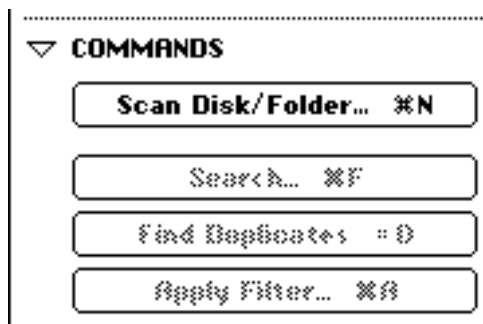 COMMANDS
Scan Disk/Folder… ⌘N
Search… ⌘F
Find Duplicates =D
Apply Filter… ⌘A